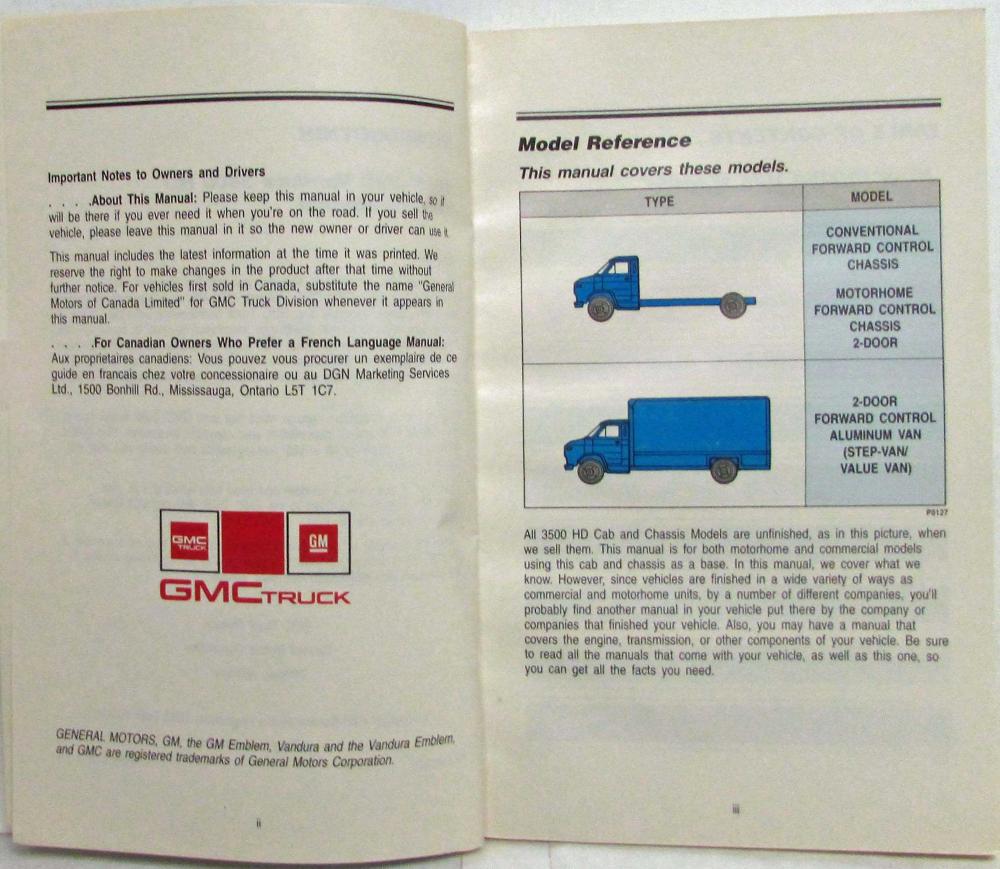 Important Notes to Owners and Drivers
. . . .About This Manual: Please keep this manual in your vehicle, so it
will be there if you ever need it when you're on the road. If you sell the
vehicle, please leave this manual in it so the new owner or driver can use it.
This manual includes the latest information at the time it was printed. We
reserve the right to make changes in the product after that time without
further notice. For vehicles first sold in Canada, substitute the name "General
Motors of Canada Limited" for GMC Truck Division whenever it appears in
this manual.
. . . .For Canadian Owners Who Prefer a French Language Manual:
Aux proprietaires canadiens: Vous pouvez vous procurer un exemplaire de ce
guide en francais chez votre concessionaire ou au DGN Marketing Services
Ltd., 1500 Bonhill Rd., Mississauga, Ontario L5T 1C7.
GMC
TRUCK
GM
GMC TRUCK
GENERAL MOTORS, GM, the GM Emblem, Vandura and the Vandura Emblem,
and GMC are registered trademarks of General Motors Corporation.
ii
Model Reference
This manual covers these models.
TYPE
MODEL
CONVENTIONAL
FORWARD CONTROL
CHASSIS
MOTORHOME
FORWARD CONTROL
CHASSIS
2-DOOR
2-DOOR
FORWARD CONTROL
ALUMINUM VAN
(STEP-VAN/
VALUE VAN)
P0127
All 3500 HD Cab and Chassis Models are unfinished, as in this picture, when
we sell them. This manual is for both motorhome and commercial models
using this cab and chassis as a base. In this manual, we cover what we
know. However, since vehicles are finished in a wide variety of ways as
commercial and motorhome units, by a number of different companies, you'll
probably find another manual in your vehicle put there by the company or
companies that finished your vehicle. Also, you may have a manual that
covers the engine, transmission, or other components of your vehicle. Be sure
to read all the manuals that come with your vehicle, as well as this one, so
you can get all the facts you need.
iii